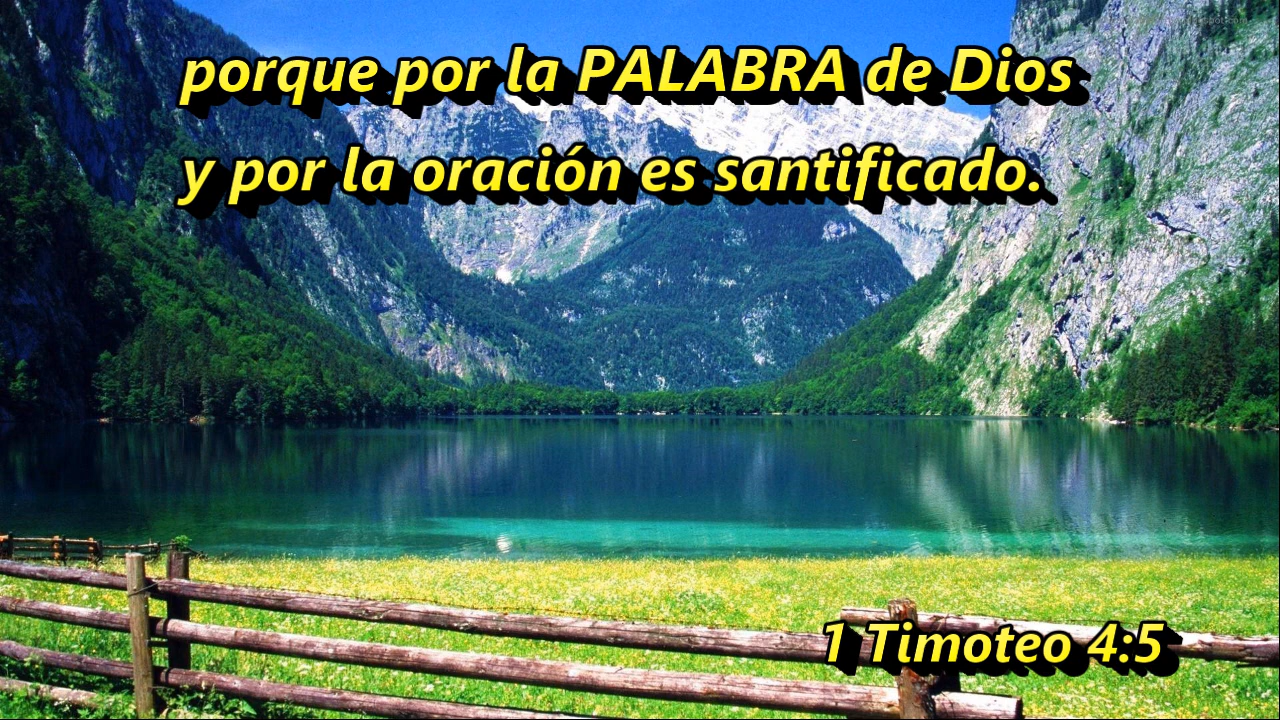 porque por la PALABRA de Dios
y por la oración es santificado.
1 Timoteo 4:5